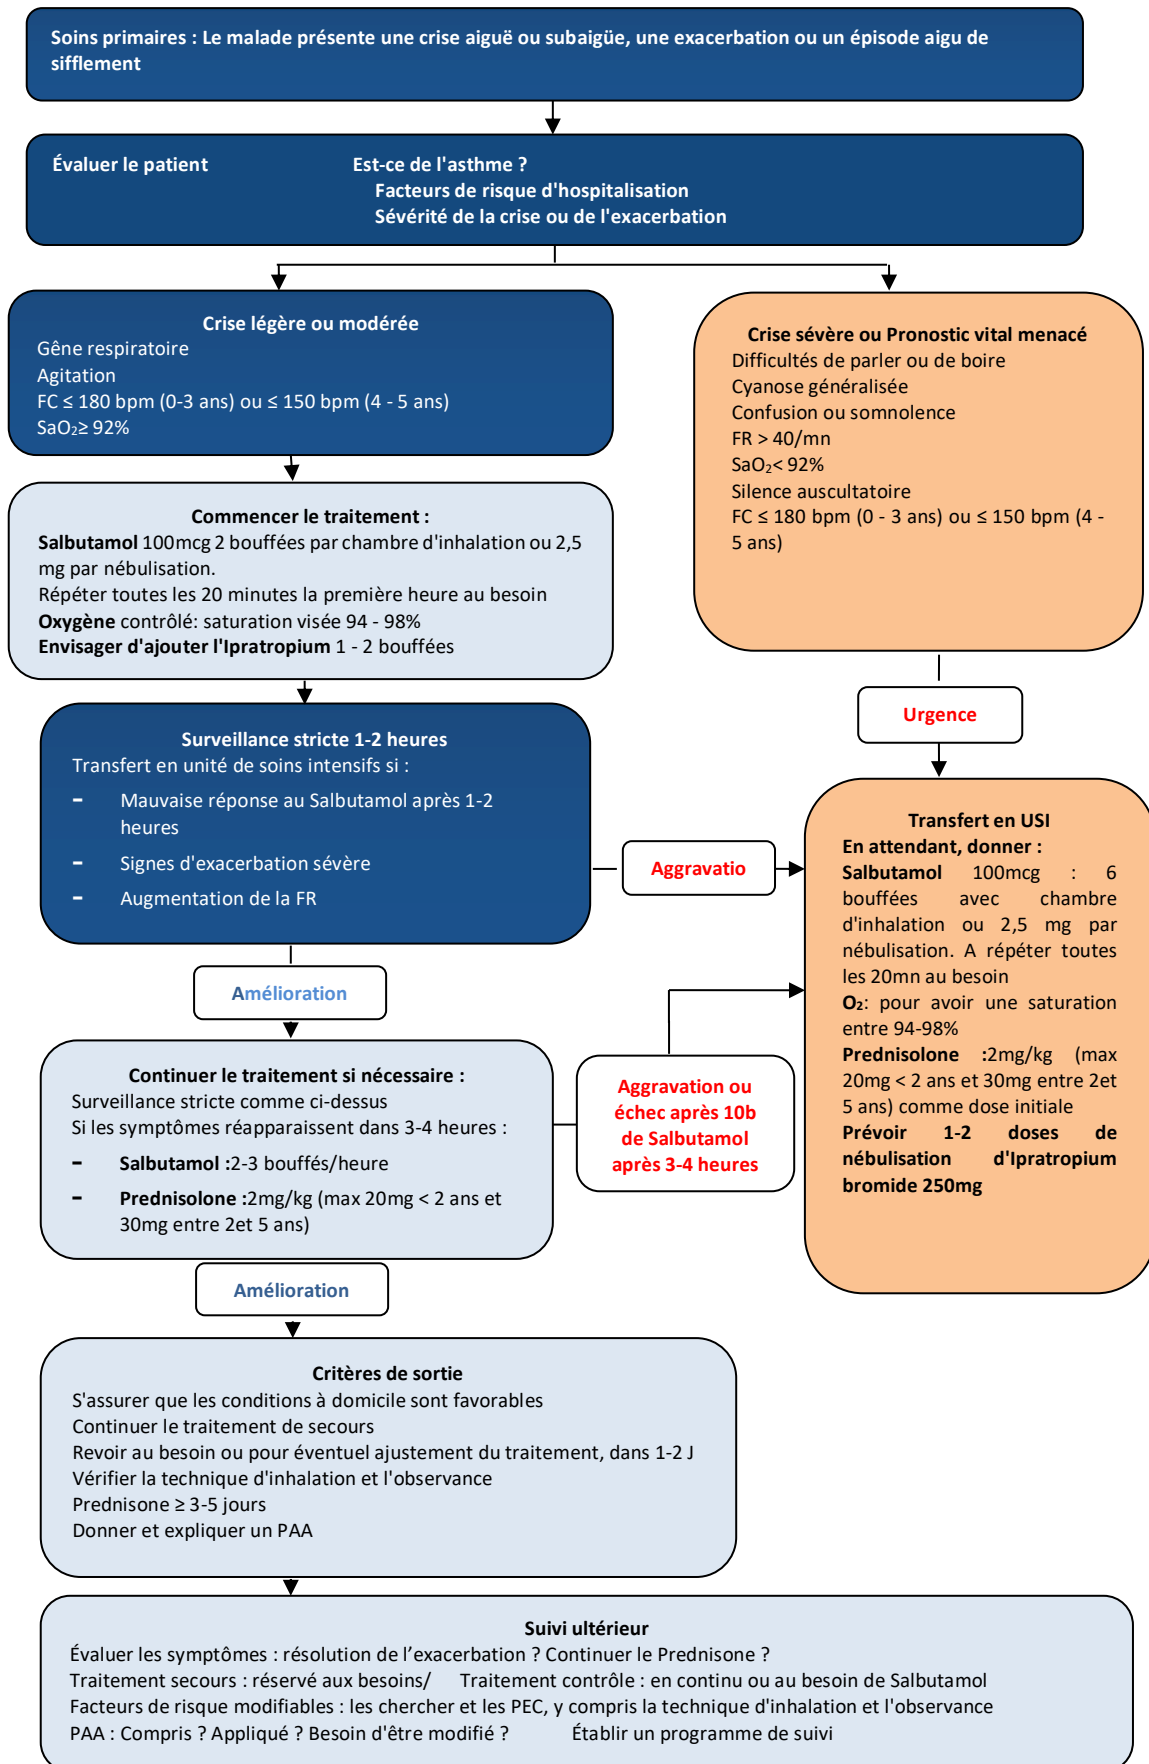 Soins primaires : Le malade présente une crise aiguë ou subaigüe, une exacerbation ou un épisode aigu de
sifflement
Évaluer le patient Est-ce de l'asthme ?
Facteurs de risque d'hospitalisation
Sévérité de la crise ou de l'exacerbation
Crise légère ou modérée
Gêne respiratoire
Agitation
FC ≤ 180 bpm (0-3 ans) ou ≤ 150 bpm (4 - 5 ans)
SaO₂≥ 92%
Crise sévère ou Pronostic vital menacé
Difficultés de parler ou de boire
Cyanose généralisée
Confusion ou somnolence
FR > 40/mn
SaO₂< 92%
Silence auscultatoire
FC ≤ 180 bpm (0 - 3 ans) ou ≤ 150 bpm (4 -
5 ans)
Commencer le traitement :
Salbutamol 100mcg 2 bouffées par chambre d'inhalation ou 2,5
mg par nébulisation.
Répéter toutes les 20 minutes la première heure au besoin
Oxygène contrôlé: saturation visée 94 - 98%
Envisager d'ajouter l'Ipratropium 1 - 2 bouffées
Urgence
Surveillance stricte 1-2 heures
Transfert en unité de soins intensifs si :
- Mauvaise réponse au Salbutamol après 1-2
heures
- Signes d'exacerbation sévère
- Augmentation de la FR
Aggravatio
Transfert en USI
En attendant, donner :
Salbutamol 100mcg : 6
bouffées avec chambre
d'inhalation ou 2,5 mg par
nébulisation. A répéter toutes
les 20mn au besoin
O₂: pour avoir une saturation
entre 94-98%
Prednisolone :2mg/kg (max
20mg < 2 ans et 30mg entre 2et
5 ans) comme dose initiale
Prévoir 1-2 doses de
nébulisation d'Ipratropium
bromide 250mg
Amélioration
Continuer le traitement si nécessaire :
Surveillance stricte comme ci-dessus
Si les symptômes réapparaissent dans 3-4 heures :
- Salbutamol :2-3 bouffés/heure
- Prednisolone :2mg/kg (max 20mg < 2 ans et
30mg entre 2et 5 ans)
Aggravation ou
échec après 10b
de Salbutamol
après 3-4 heures
Amélioration
Critères de sortie
S'assurer que les conditions à domicile sont favorables
Continuer le traitement de secours
Revoir au besoin ou pour éventuel ajustement du traitement, dans 1-2 J
Vérifier la technique d'inhalation et l'observance
Prednisone ≥ 3-5 jours
Donner et expliquer un PAA
Suivi ultérieur
Évaluer les symptômes : résolution de l’exacerbation ? Continuer le Prednisone ?
Traitement secours : réservé aux besoins/ Traitement contrôle : en continu ou au besoin de Salbutamol
Facteurs de risque modifiables : les chercher et les PEC, y compris la technique d'inhalation et l'observance
PAA : Compris ? Appliqué ? Besoin d'être modifié ? Établir un programme de suivi